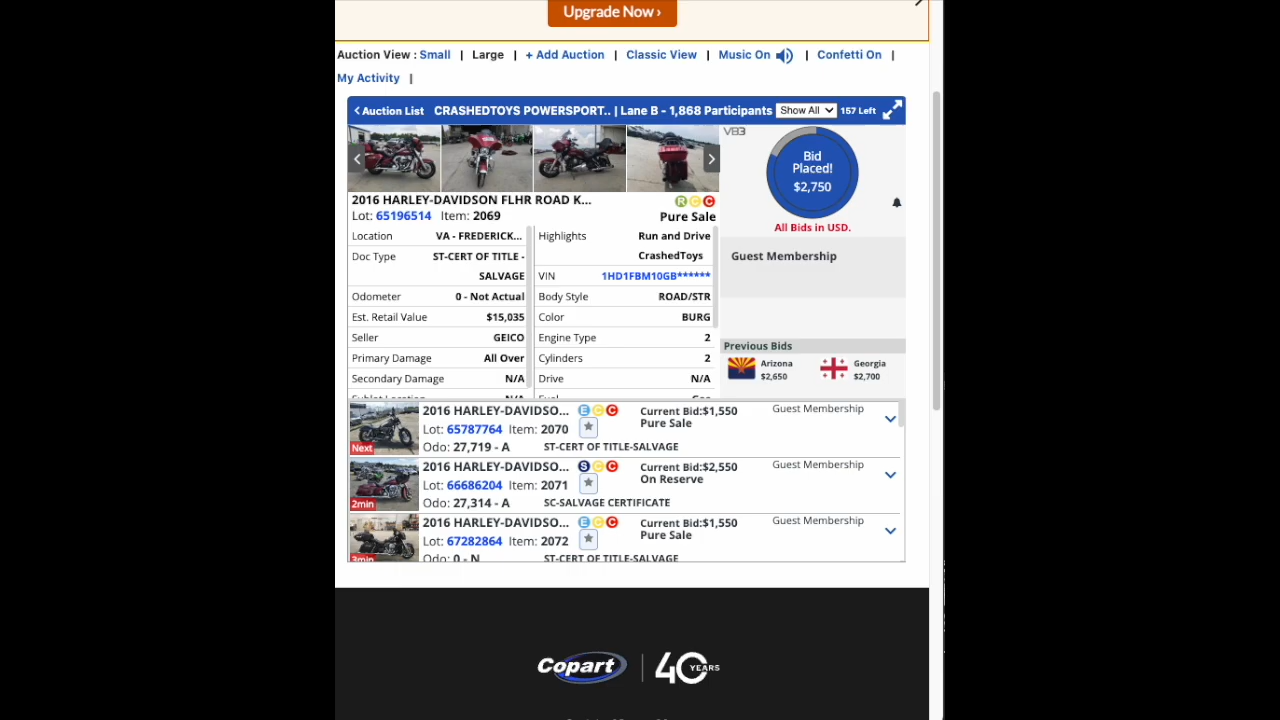 Upgrade Now ›
Auction View : Small | Large | + Add Auction | Classic View | Music On | Confetti On |
My Activity |
Auction List CRASHEDTOYS POWERSPORT.. | Lane B - 1,868 Participants Show All 157 Left
VB3
Bid
Placed!
$2,750
All Bids in USD.
2016 HARLEY-DAVIDSON FLHR ROAD K... R C C
Lot: 65196514 Item: 2069 Pure Sale
Location VA - FREDERICK...
Doc Type ST-CERT OF TITLE -
SALVAGE
Odometer 0 - Not Actual
Est. Retail Value $15,035
Seller GEICO
Primary Damage All Over
Secondary Damage N/A
Highlights Run and Drive
CrashedToys
VIN 1HD1FBM10GB******
Body Style ROAD/STR
Color BURG
Engine Type 2
Cylinders 2
Drive N/A
Guest Membership
Previous Bids
Arizona
$2,650
Georgia
$2,700
2016 HARLEY-DAVIDSO... E C C Current Bid:$1,550 Guest Membership
Lot: 65787764 Item: 2070 Pure Sale
Next Odo: 27,719 - A ST-CERT OF TITLE-SALVAGE
2016 HARLEY-DAVIDSO... S C C Current Bid:$2,550 Guest Membership
Lot: 66686204 Item: 2071 On Reserve
2min Odo: 27,314 - A SC-SALVAGE CERTIFICATE
2016 HARLEY-DAVIDSO... E C C Current Bid:$1,550 Guest Membership
Lot: 67282864 Item: 2072 Pure Sale
3min Odo: 0 - N ST-CERT OF TITLE-SALVAGE
Copart | 40 YEARS